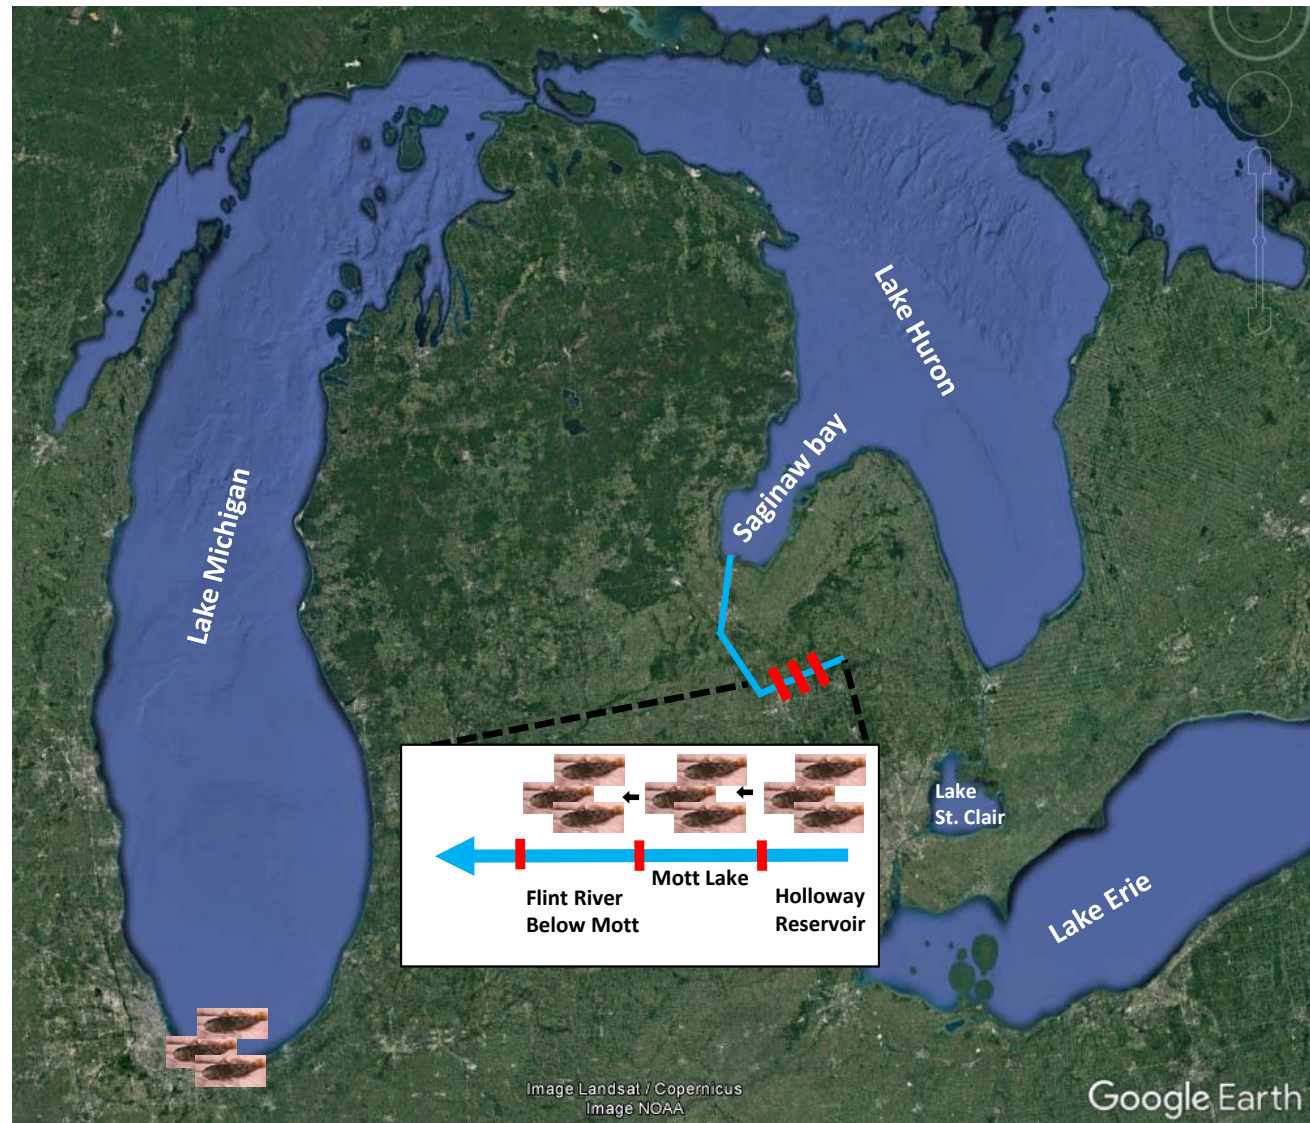 Lake Huron
Saginaw bay
Lake Michigan
Lake
St. Clair
Mott Lake
Flint River
Below Mott
Holloway
Reservoir
Lake Erie
Image Landsat / Copernicus
Image NOAA
Google Earth